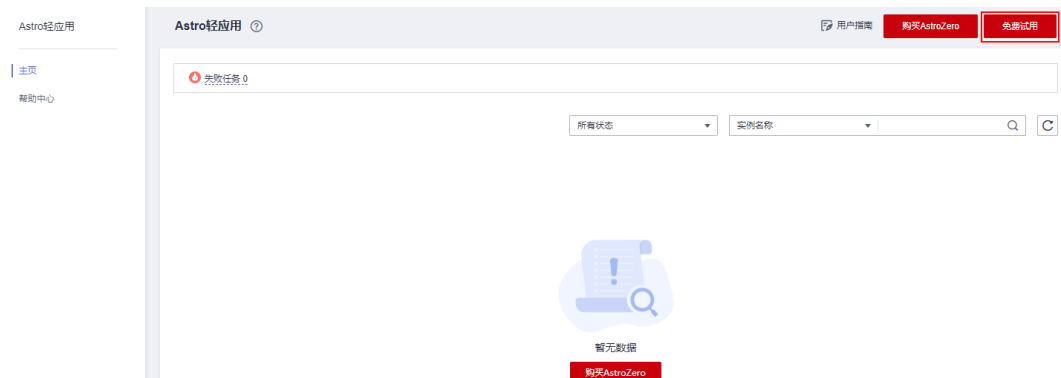 Astro轻应用
主页
帮助中心
Astro轻应用
用户指南
购买AstroZero
免费试用
失败任务 0
所有状态
实例名称
暂无数据
购买AstroZero